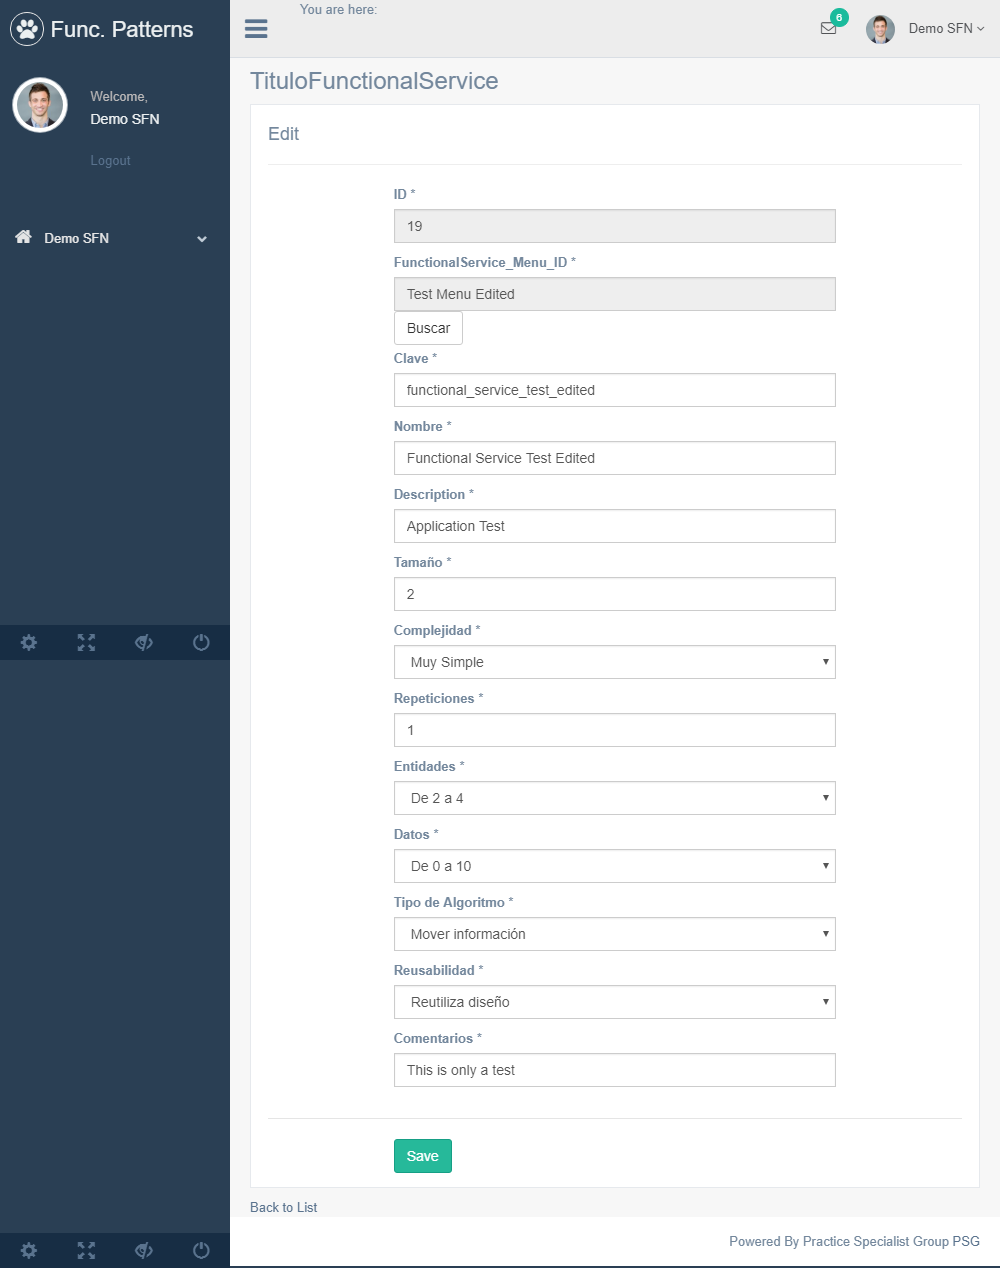 Func. Patterns
Welcome,
Demo SFN
Logout
Demo SFN
You are here:
6
Demo SFN
TituloFunctionalService
Edit
ID *
19
FunctionalService_Menu_ID *
Test Menu Edited
Buscar
Clave *
functional_service_test_edited
Nombre *
Functional Service Test Edited
Description *
Application Test
Tamaño *
2
Complejidad *
Muy Simple
Repeticiones *
1
Entidades *
De 2 a 4
Datos *
De 0 a 10
Tipo de Algoritmo *
Mover información
Reusabilidad *
Reutiliza diseño
Comentarios *
This is only a test
Save
Back to List
Powered By Practice Specialist Group PSG